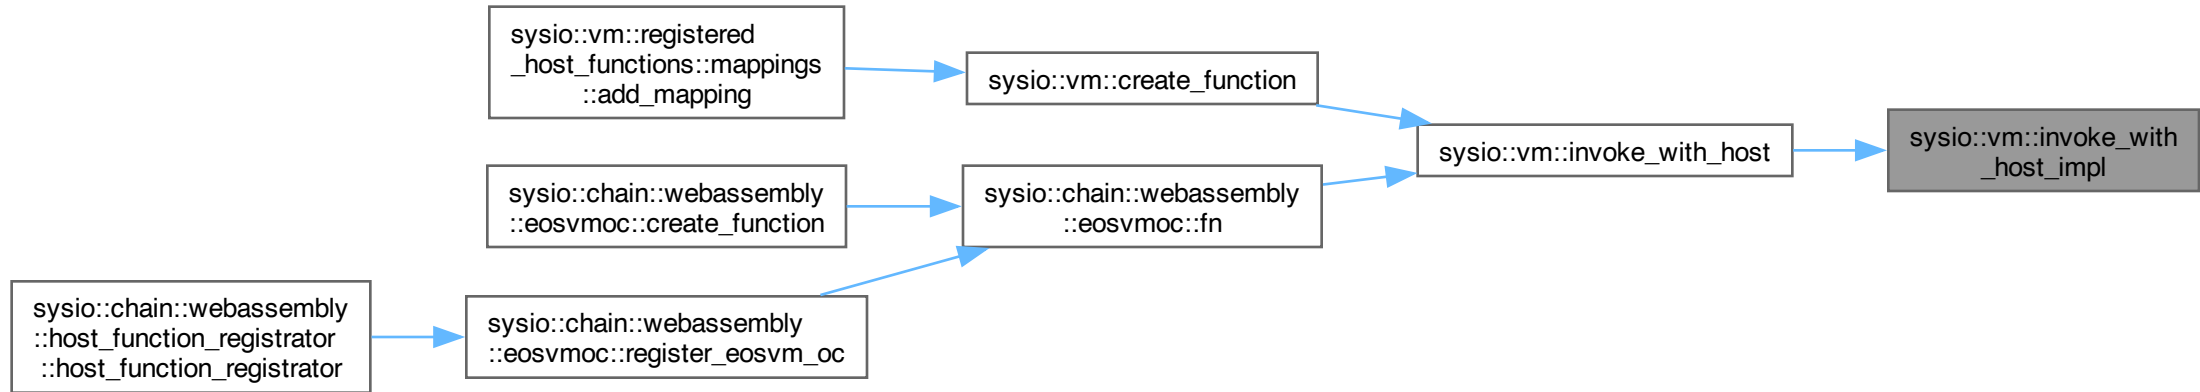 sysio::vm::registered
_host_functions::mappings
::add_mapping
sysio::vm::create_function
sysio::vm::invoke_with_host
sysio::vm::invoke_with
_host_impl
sysio::chain::webassembly
::eosvmoc::create_function
sysio::chain::webassembly
::eosvmoc::fn
sysio::chain::webassembly
::host_function_registrator
::host_function_registrator
sysio::chain::webassembly
::eosvmoc::register_eosvm_oc